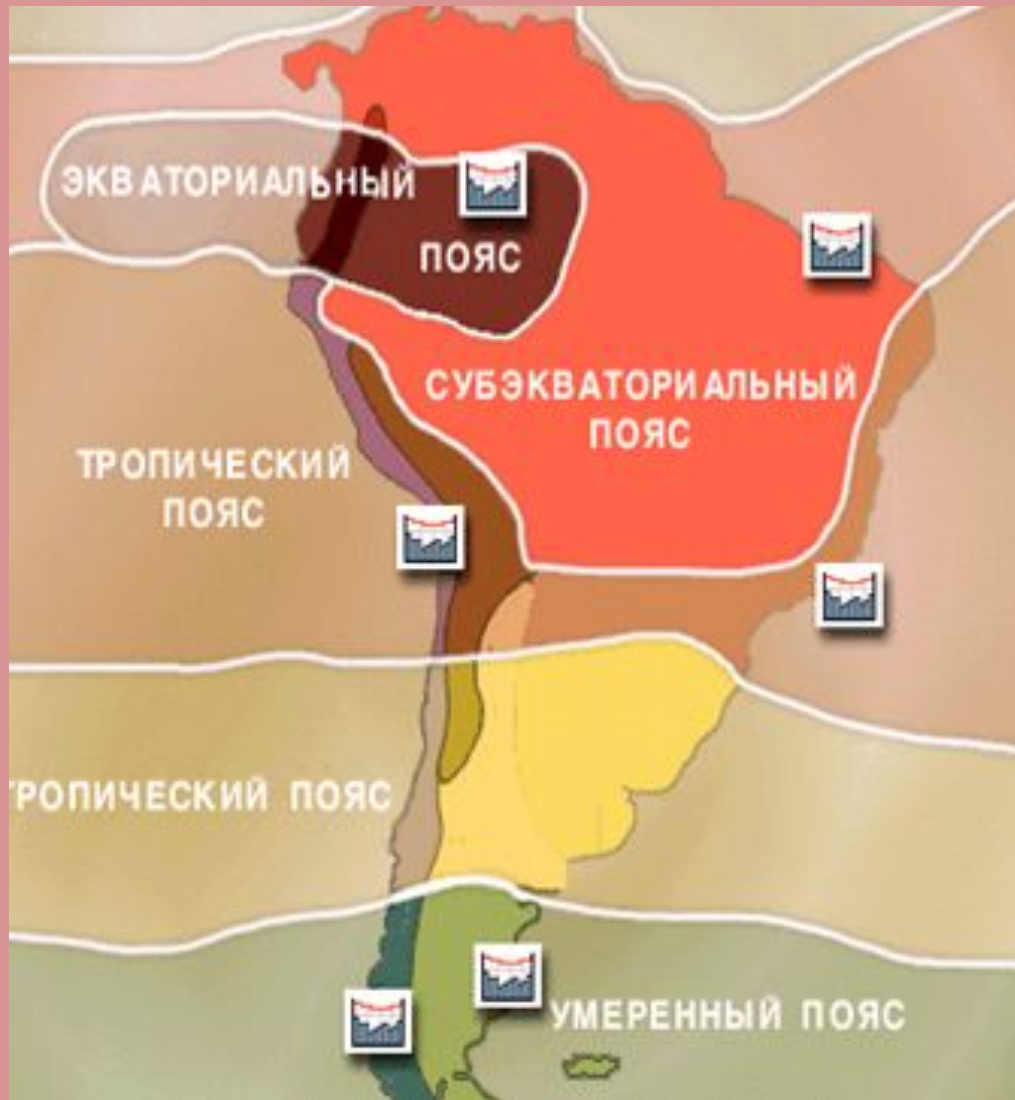 ЭКВАТОРИАЛЬНЫЙ
ПОЯС
СУБЭКВАТОРИАЛЬНЫЙ
ПОЯС
ТРОПИЧЕСКИЙ
ПОЯС
ТРОПИЧЕСКИЙ ПОЯС
УМЕРЕННЫЙ ПОЯС